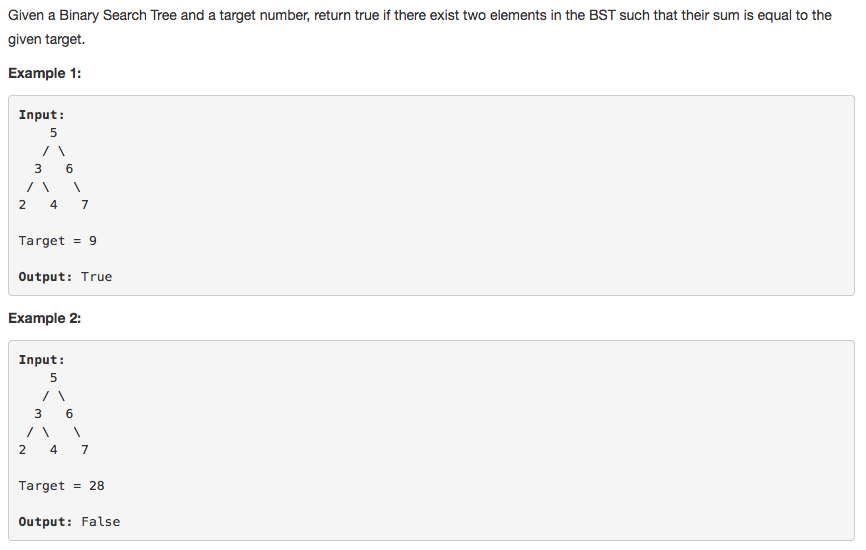 Given a Binary Search Tree and a target number, return true if there exist two elements in the BST such that their sum is equal to the
given target.
Example 1:
Input:
    5
   / \
  3   6
 / \   \
2   4   7
Target = 9
Output: True
Example 2:
Input:
    5
   / \
  3   6
 / \   \
2   4   7
Target = 28
Output: False